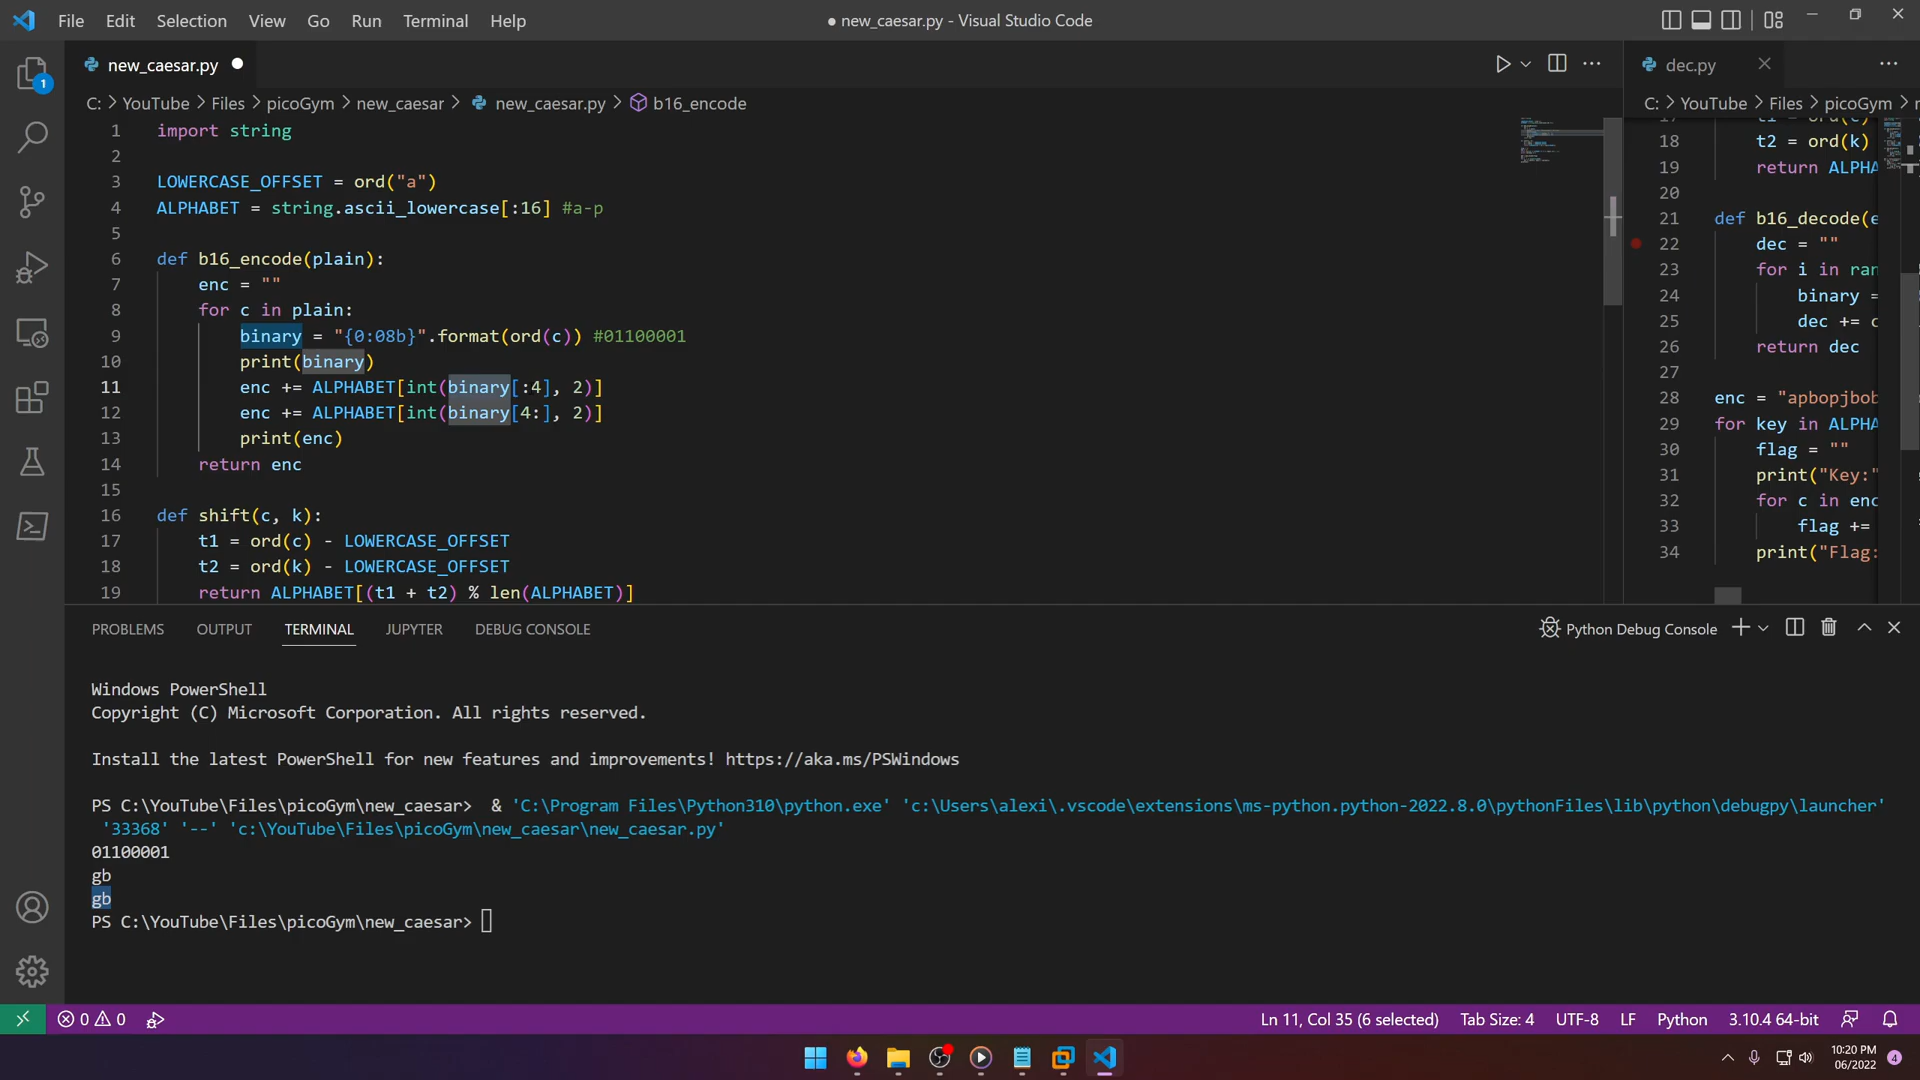 File Edit Selection View Go Run Terminal Help
● new_caesar.py - Visual Studio Code
new_caesar.py
C: > YouTube > Files > picoGym > new_caesar > new_caesar.py > b16_encode
1 import string
2
3 LOWERCASE_OFFSET = ord("a")
4 ALPHABET = string.ascii_lowercase[:16] #a-p
5
6 def b16_encode(plain):
7 enc = ""
8 for c in plain:
9 binary = "{0:08b}".format(ord(c)) #01100001
10 print(binary)
11 enc += ALPHABET[int(binary[:4], 2)]
12 enc += ALPHABET[int(binary[4:], 2)]
13 print(enc)
14 return enc
15
16 def shift(c, k):
17 t1 = ord(c) - LOWERCASE_OFFSET
18 t2 = ord(k) - LOWERCASE_OFFSET
19 return ALPHABET[(t1 + t2) % len(ALPHABET)]
dec.py
C: > YouTube > Files > picoGym >
18 t2 = ord(k)
19 return ALPHA
20
21 def b16_decode(e
22 dec = ""
23 for i in ran
24 binary =
25 dec += c
26 return dec
27
28 enc = "apbopjbob
29 for key in ALPHA
30 flag = ""
31 print("Key:"
32 for c in enc
33 flag +=
34 print("Flag:
PROBLEMS OUTPUT TERMINAL JUPYTER DEBUG CONSOLE
Python Debug Console
Windows PowerShell
Copyright (C) Microsoft Corporation. All rights reserved.
Install the latest PowerShell for new features and improvements! https://aka.ms/PSWindows
PS C:\YouTube\Files\picoGym\new_caesar> & 'C:\Program Files\Python310\python.exe' 'c:\Users\alexi\.vscode\extensions\ms-python.python-2022.8.0\pythonFiles\lib\python\debugpy\launcher'
'33368' '--' 'c:\YouTube\Files\picoGym\new_caesar\new_caesar.py'
01100001
gb
gb
PS C:\YouTube\Files\picoGym\new_caesar>
1
0 0
Ln 11, Col 35 (6 selected) Tab Size: 4 UTF-8 LF Python 3.10.4 64-bit
10:20 PM
06/2022
4